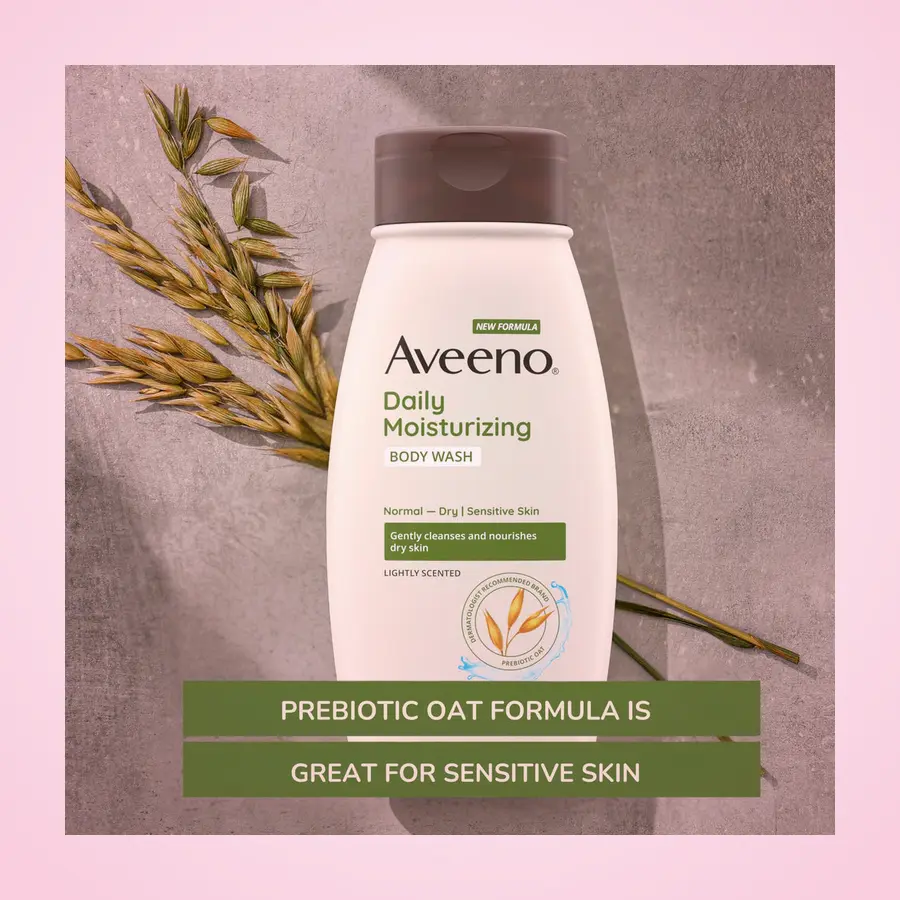 NEW FORMULA
Aveeno®
Daily
Moisturizing
BODY WASH
Normal — Dry | Sensitive Skin
Gently cleanses and nourishes
dry skin
LIGHTLY SCENTED
DERMATOLOGIST RECOMMENDED BRAND
PREBIOTIC OAT
PREBIOTIC OAT FORMULA IS
GREAT FOR SENSITIVE SKIN